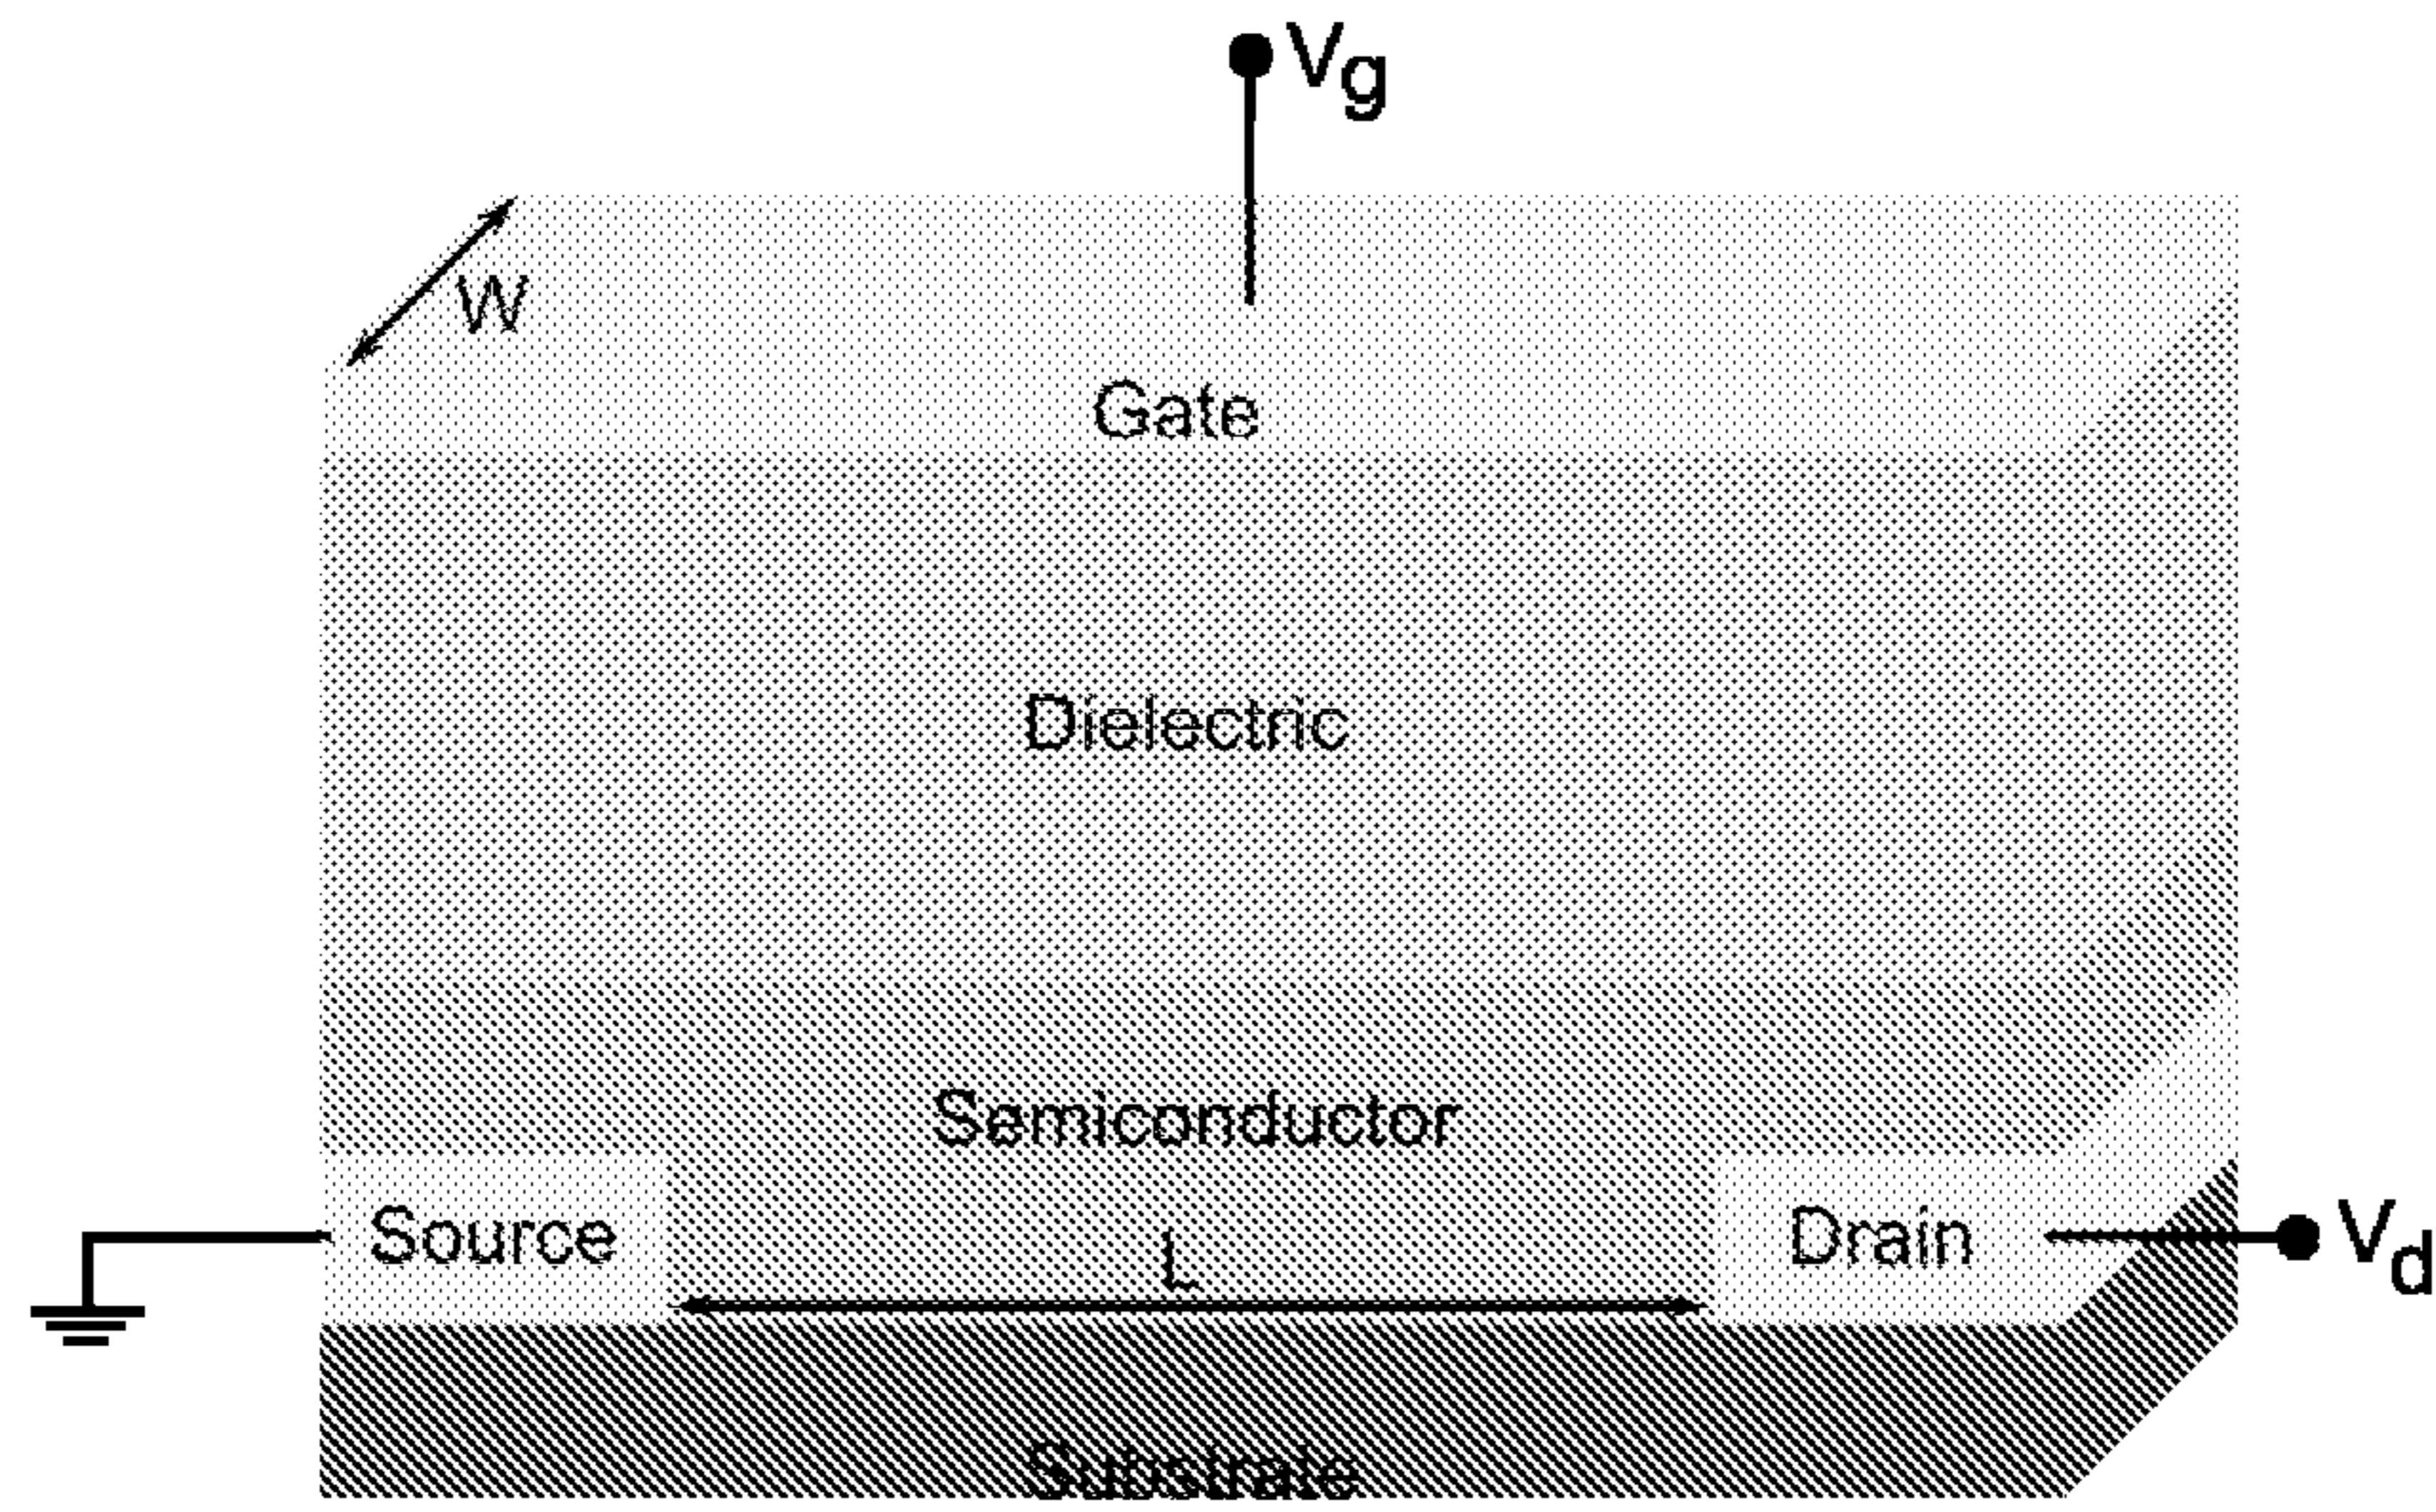 Vg
W
Gate
Dielectric
Semiconductor
Source
L
Drain
Vd
Substrate